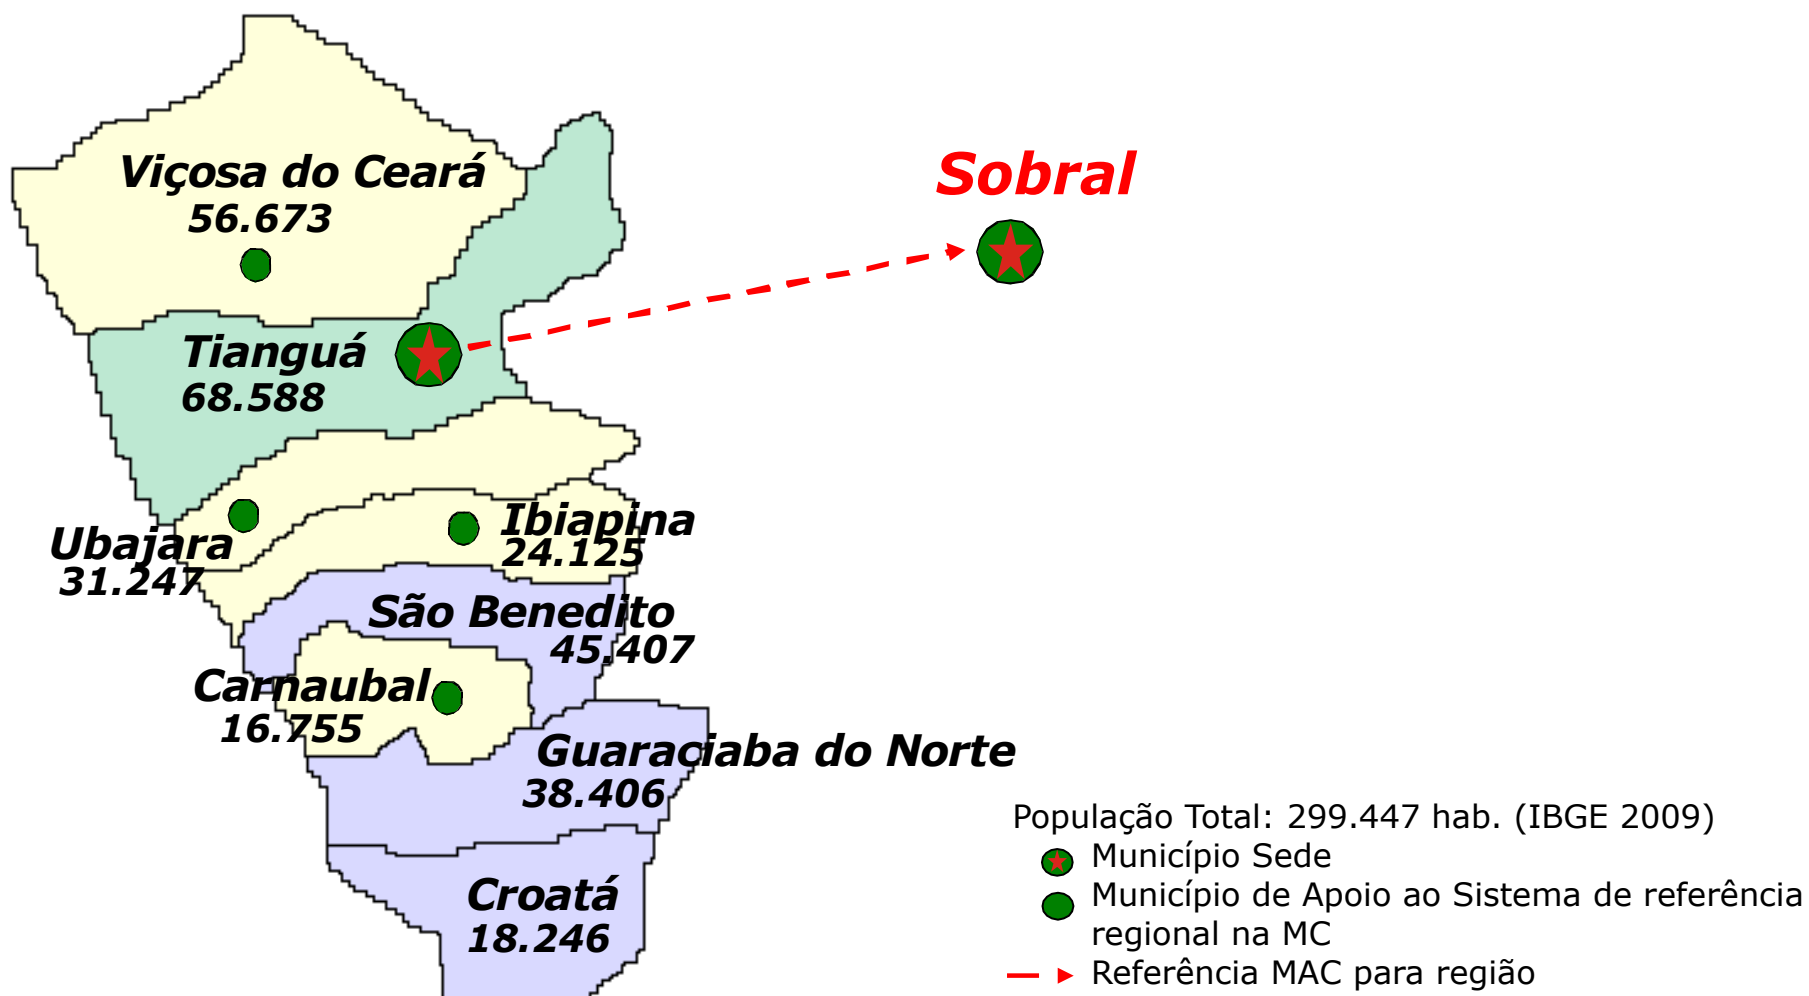 Viçosa do Ceará
56.673
Sobral
Tianguá
68.588
Ubajara
31.247
Ibiapina
24.125
São Benedito
45.407
Carnaubal
16.755
Guaraciaba do Norte
38.406
Croatá
18.246
População Total: 299.447 hab. (IBGE 2009)
Município Sede
Município de Apoio ao Sistema de referência
regional na MC
Referência MAC para região